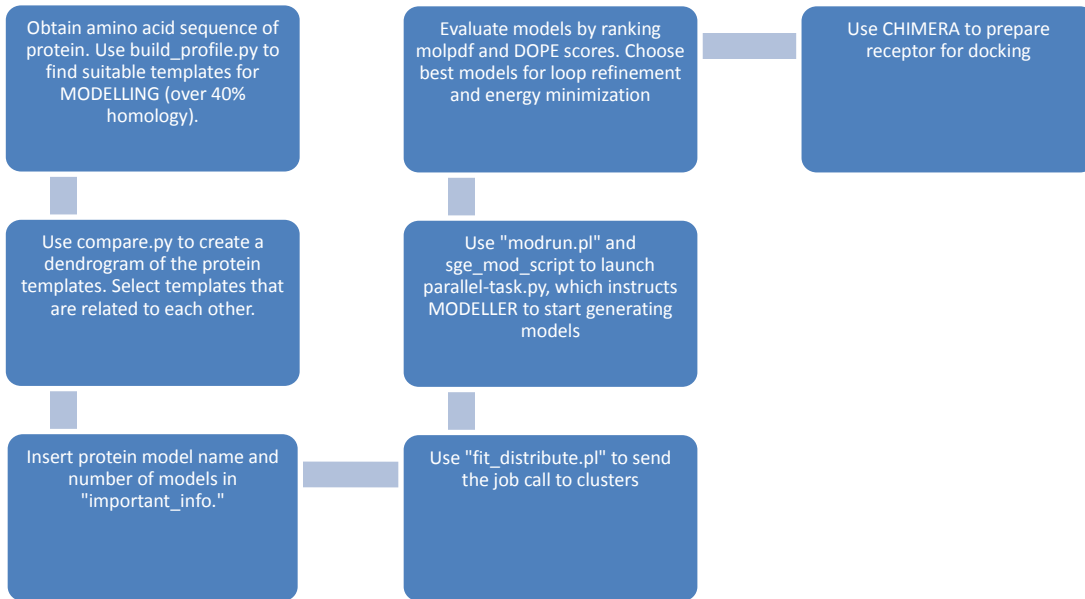 Obtain amino acid sequence of
protein. Use build_profile.py to
find suitable templates for
MODELLING (over 40%
homology).
Use compare.py to create a
dendrogram of the protein
templates. Select templates that
are related to each other.
Insert protein model name and
number of models in
"important_info."
Use "fit_distribute.pl" to send
the job call to clusters
Use "modrun.pl" and
sge_mod_script to launch
parallel-task.py, which instructs
MODELLER to start generating
models
Evaluate models by ranking
molpdf and DOPE scores. Choose
best models for loop refinement
and energy minimization
Use CHIMERA to prepare
receptor for docking